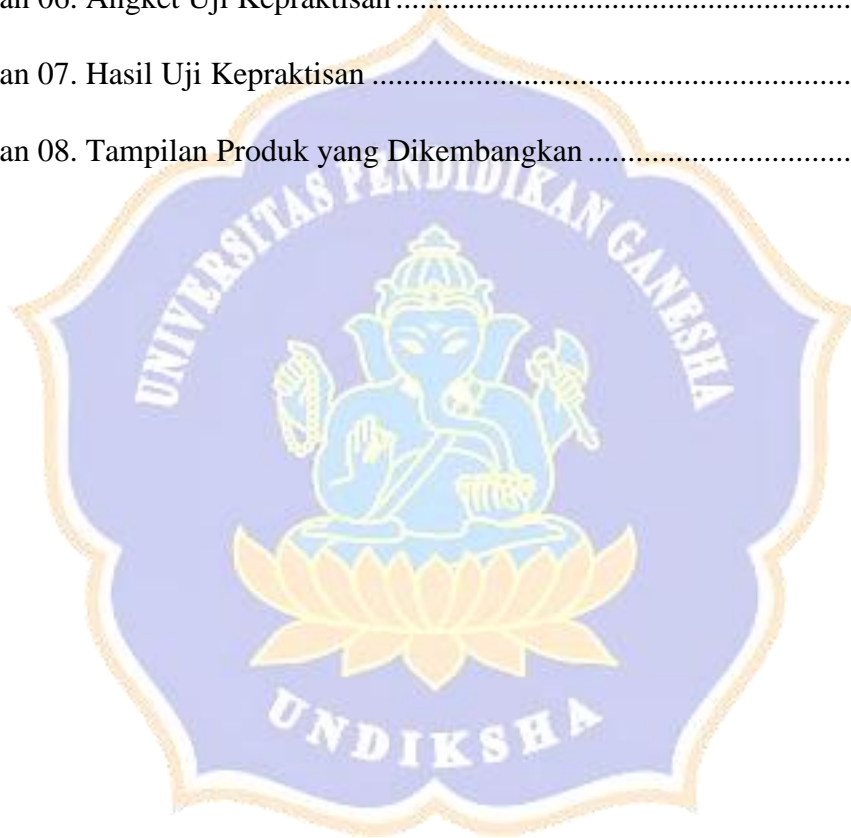 an 06. Angket Uji Kepraktisan ..........................................................
an 07. Hasil Uji Kepraktisan .............................................................
an 08. Tampilan Produk yang Dikembangkan .................................
UNIVERSITAS PENDIDIKAN GANESHA
UNDIKSHA